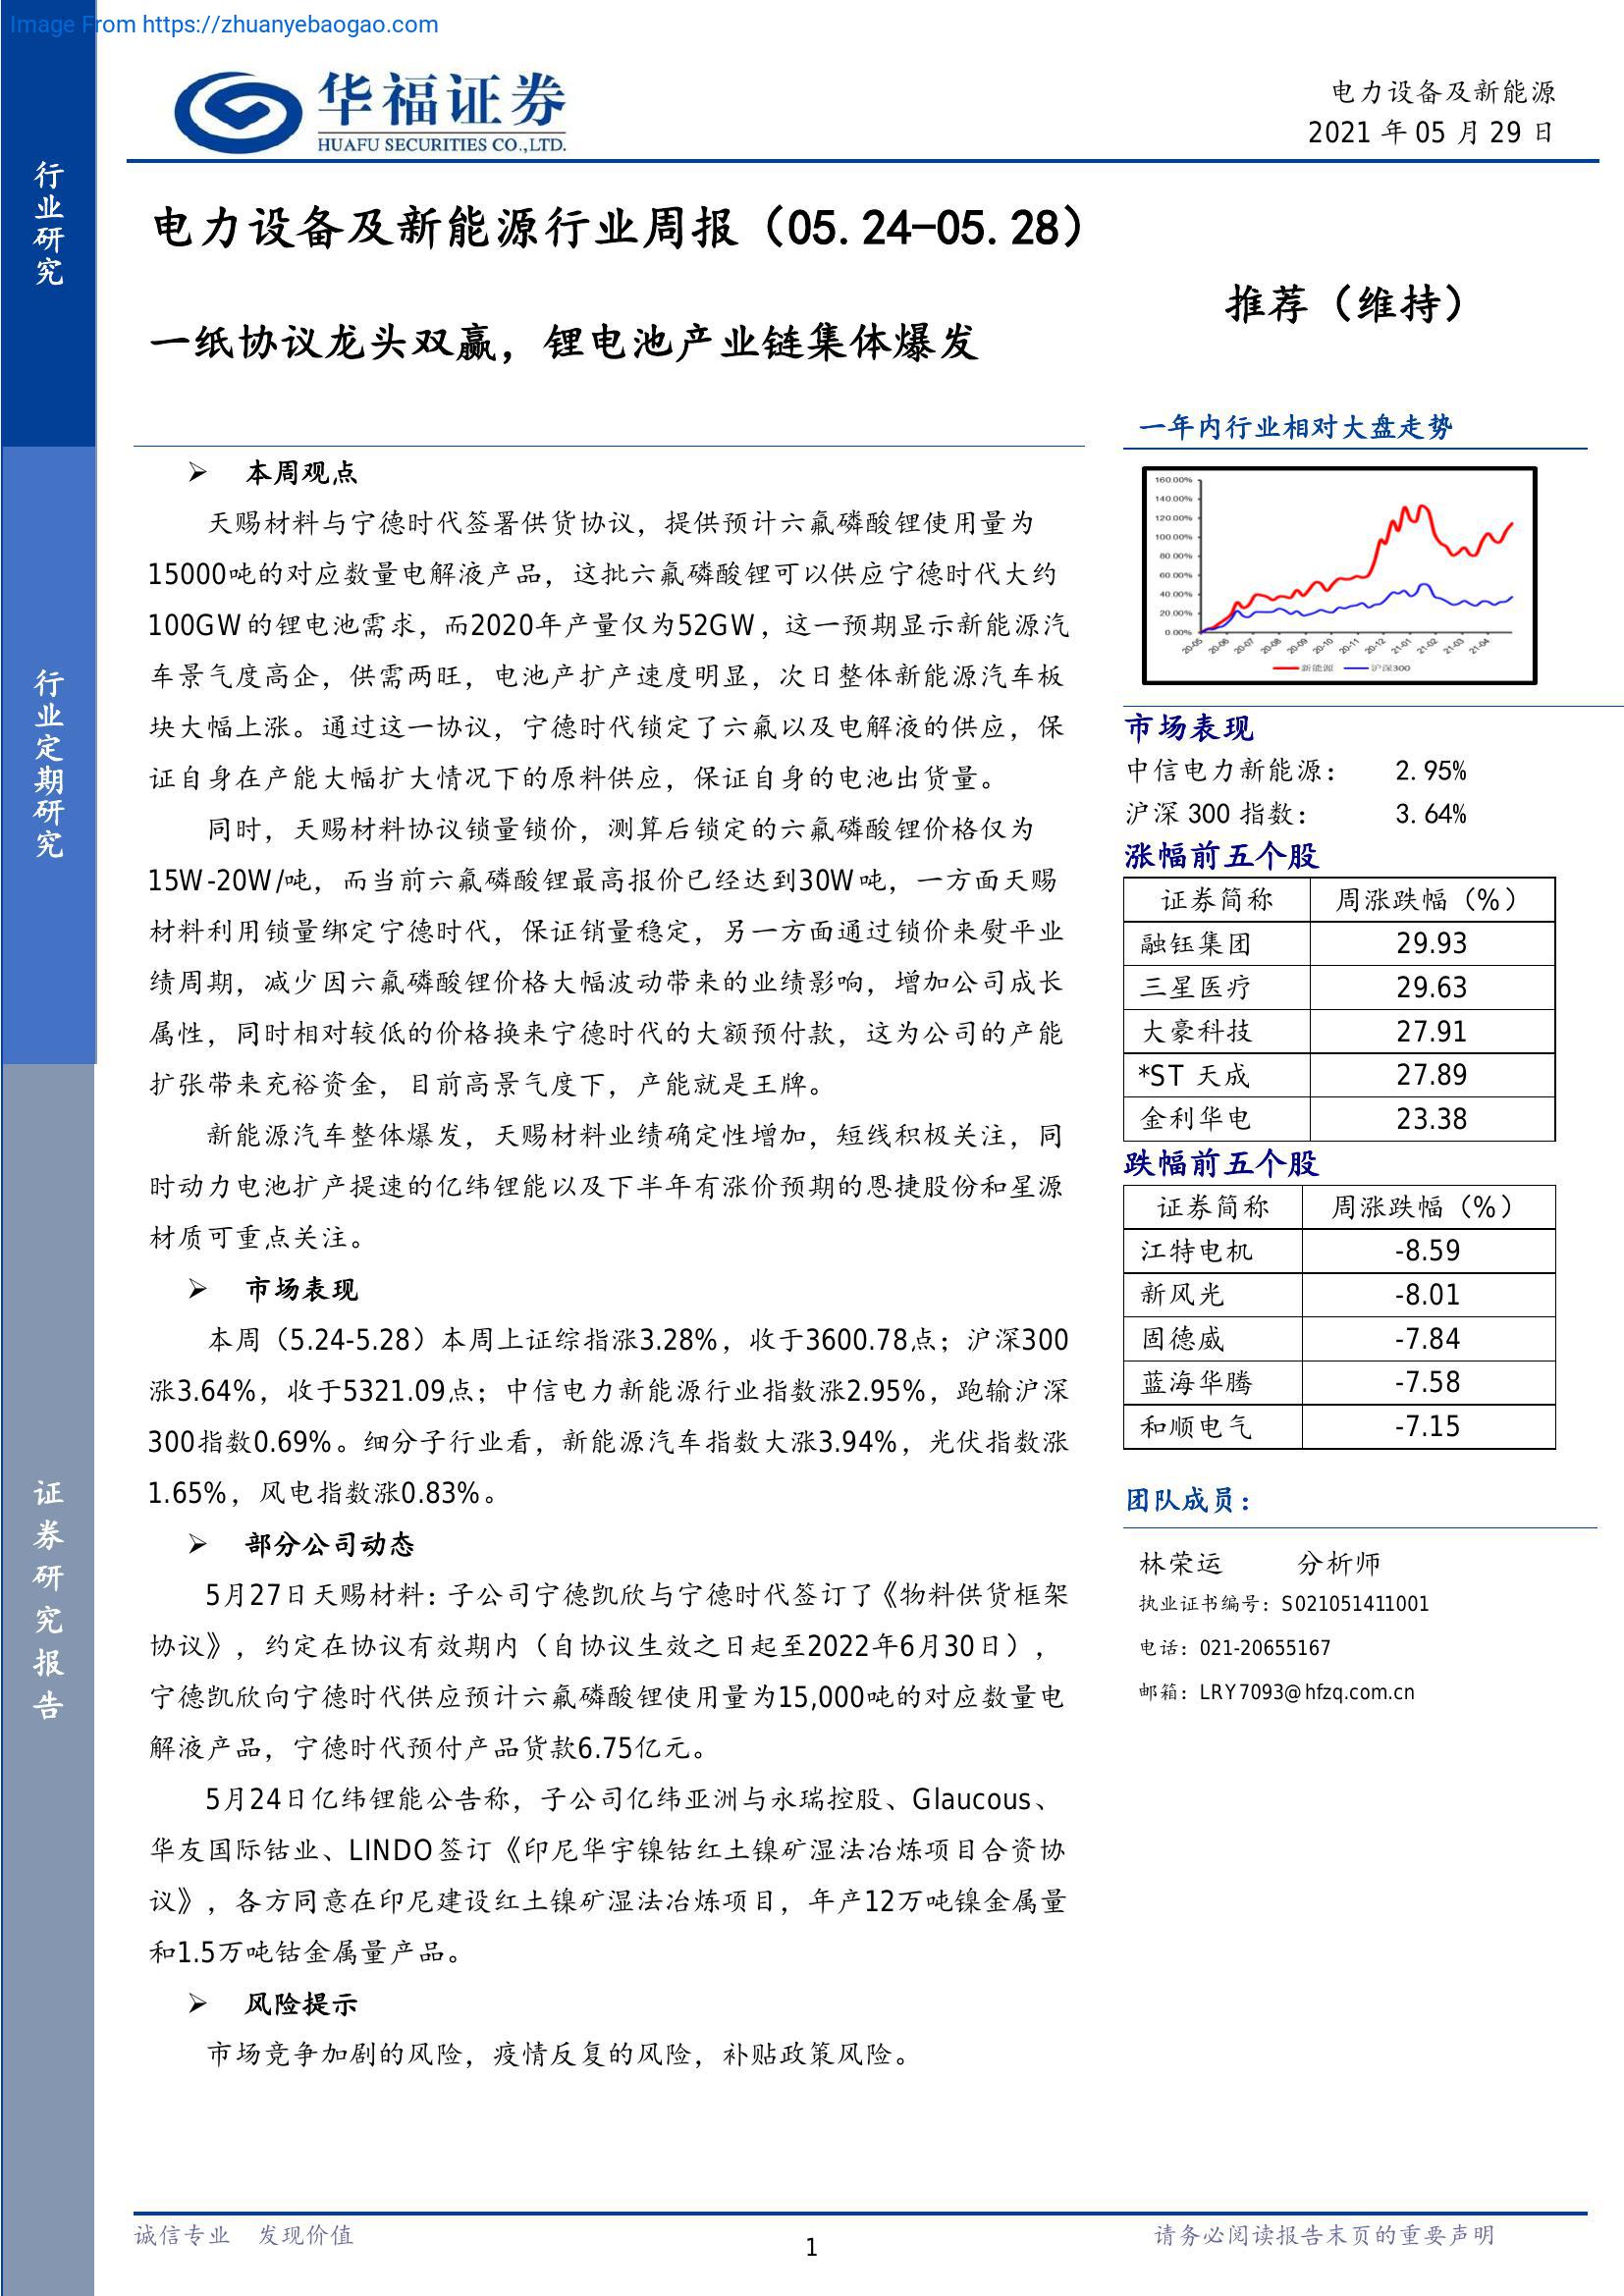 Image From https://zhuanyebaogao.com
华福证券
HUAFU SECURITIES CO.,LTD.
电力设备及新能源
2021 年 05 月 29 日
行业研究
行业定期研究
证券研究报告
电力设备及新能源行业周报（05.24-05.28）
一纸协议龙头双赢，锂电池产业链集体爆发
推荐（维持）
➢ 本周观点
天赐材料与宁德时代签署供货协议，提供预计六氟磷酸锂使用量为
15000吨的对应数量电解液产品，这批六氟磷酸锂可以供应宁德时代大约
100GW的锂电池需求，而2020年产量仅为52GW，这一预期显示新能源汽
车景气度高企，供需两旺，电池产扩产速度明显，次日整体新能源汽车板
块大幅上涨。通过这一协议，宁德时代锁定了六氟以及电解液的供应，保
证自身在产能大幅扩大情况下的原料供应，保证自身的电池出货量。
同时，天赐材料协议锁量锁价，测算后锁定的六氟磷酸锂价格仅为
15W-20W/吨，而当前六氟磷酸锂最高报价已经达到30W吨，一方面天赐
材料利用锁量绑定宁德时代，保证销量稳定，另一方面通过锁价来熨平业
绩周期，减少因六氟磷酸锂价格大幅波动带来的业绩影响，增加公司成长
属性，同时相对较低的价格换来宁德时代的大额预付款，这为公司的产能
扩张带来充裕资金，目前高景气度下，产能就是王牌。
新能源汽车整体爆发，天赐材料业绩确定性增加，短线积极关注，同
时动力电池扩产提速的亿纬锂能以及下半年有涨价预期的恩捷股份和星源
材质可重点关注。
➢ 市场表现
本周（5.24-5.28）本周上证综指涨3.28%，收于3600.78点；沪深300
涨3.64%，收于5321.09点；中信电力新能源行业指数涨2.95%，跑输沪深
300指数0.69%。细分子行业看，新能源汽车指数大涨3.94%，光伏指数涨
1.65%，风电指数涨0.83%。
➢ 部分公司动态
5月27日天赐材料：子公司宁德凯欣与宁德时代签订了《物料供货框架
协议》，约定在协议有效期内（自协议生效之日起至2022年6月30日），
宁德凯欣向宁德时代供应预计六氟磷酸锂使用量为15,000吨的对应数量电
解液产品，宁德时代预付产品货款6.75亿元。
5月24日亿纬锂能公告称，子公司亿纬亚洲与永瑞控股、Glaucous、
华友国际钴业、LINDO签订《印尼华宇镍钴红土镍矿湿法冶炼项目合资协
议》，各方同意在印尼建设红土镍矿湿法冶炼项目，年产12万吨镍金属量
和1.5万吨钴金属量产品。
➢ 风险提示
市场竞争加剧的风险，疫情反复的风险，补贴政策风险。
一年内行业相对大盘走势
160.00%
140.00%
120.00%
100.00%
80.00%
60.00%
40.00%
20.00%
0.00%
20-05 20-06 20-07 20-08 20-09 20-10 20-11 20-12 21-01 21-02 21-03 21-04
新能源 沪深300
市场表现
中信电力新能源： 2.95%
沪深 300 指数： 3.64%
涨幅前五个股
证券简称 周涨跌幅（%）
融钰集团 29.93
三星医疗 29.63
大豪科技 27.91
*ST 天成 27.89
金利华电 23.38
跌幅前五个股
证券简称 周涨跌幅（%）
江特电机 -8.59
新风光 -8.01
固德威 -7.84
蓝海华腾 -7.58
和顺电气 -7.15
团队成员：
林荣运 分析师
执业证书编号：S021051411001
电话：021-20655167
邮箱：LRY7093@hfzq.com.cn
诚信专业 发现价值
1
请务必阅读报告末页的重要声明